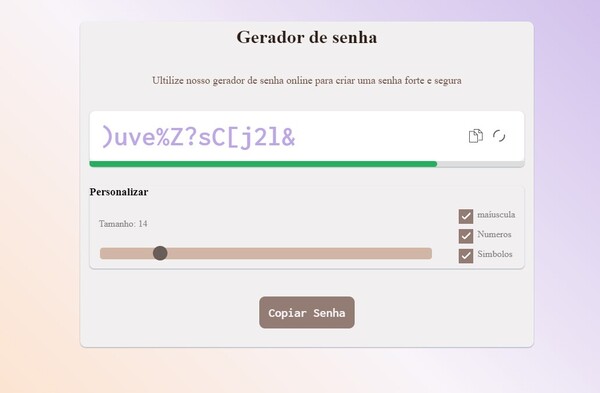 Gerador de senha
Ultilize nosso gerador de senha online para criar uma senha forte e segura
)uve%Z?sC[j2l&
Personalizar
Tamanho: 14
maiuscula
Numeros
Simbolos
Copiar Senha